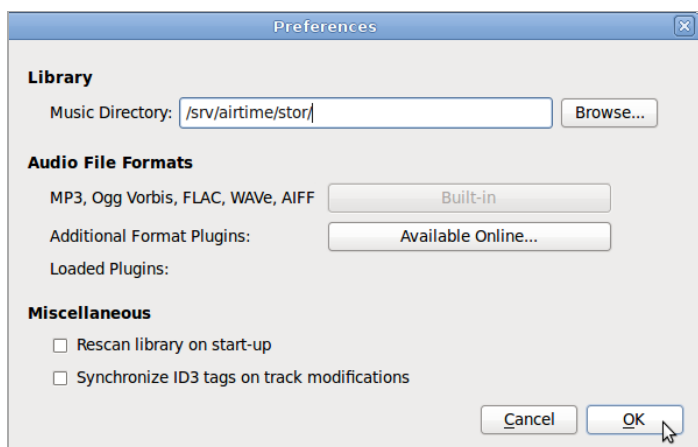 Preferences
Library
Music Directory: /srv/airtime/stor/ Browse...
Audio File Formats
MP3, Ogg Vorbis, FLAC, WAVe, AIFF Built-in
Additional Format Plugins: Available Online...
Loaded Plugins:
Miscellaneous
Rescan library on start-up
Synchronize ID3 tags on track modifications
Cancel OK